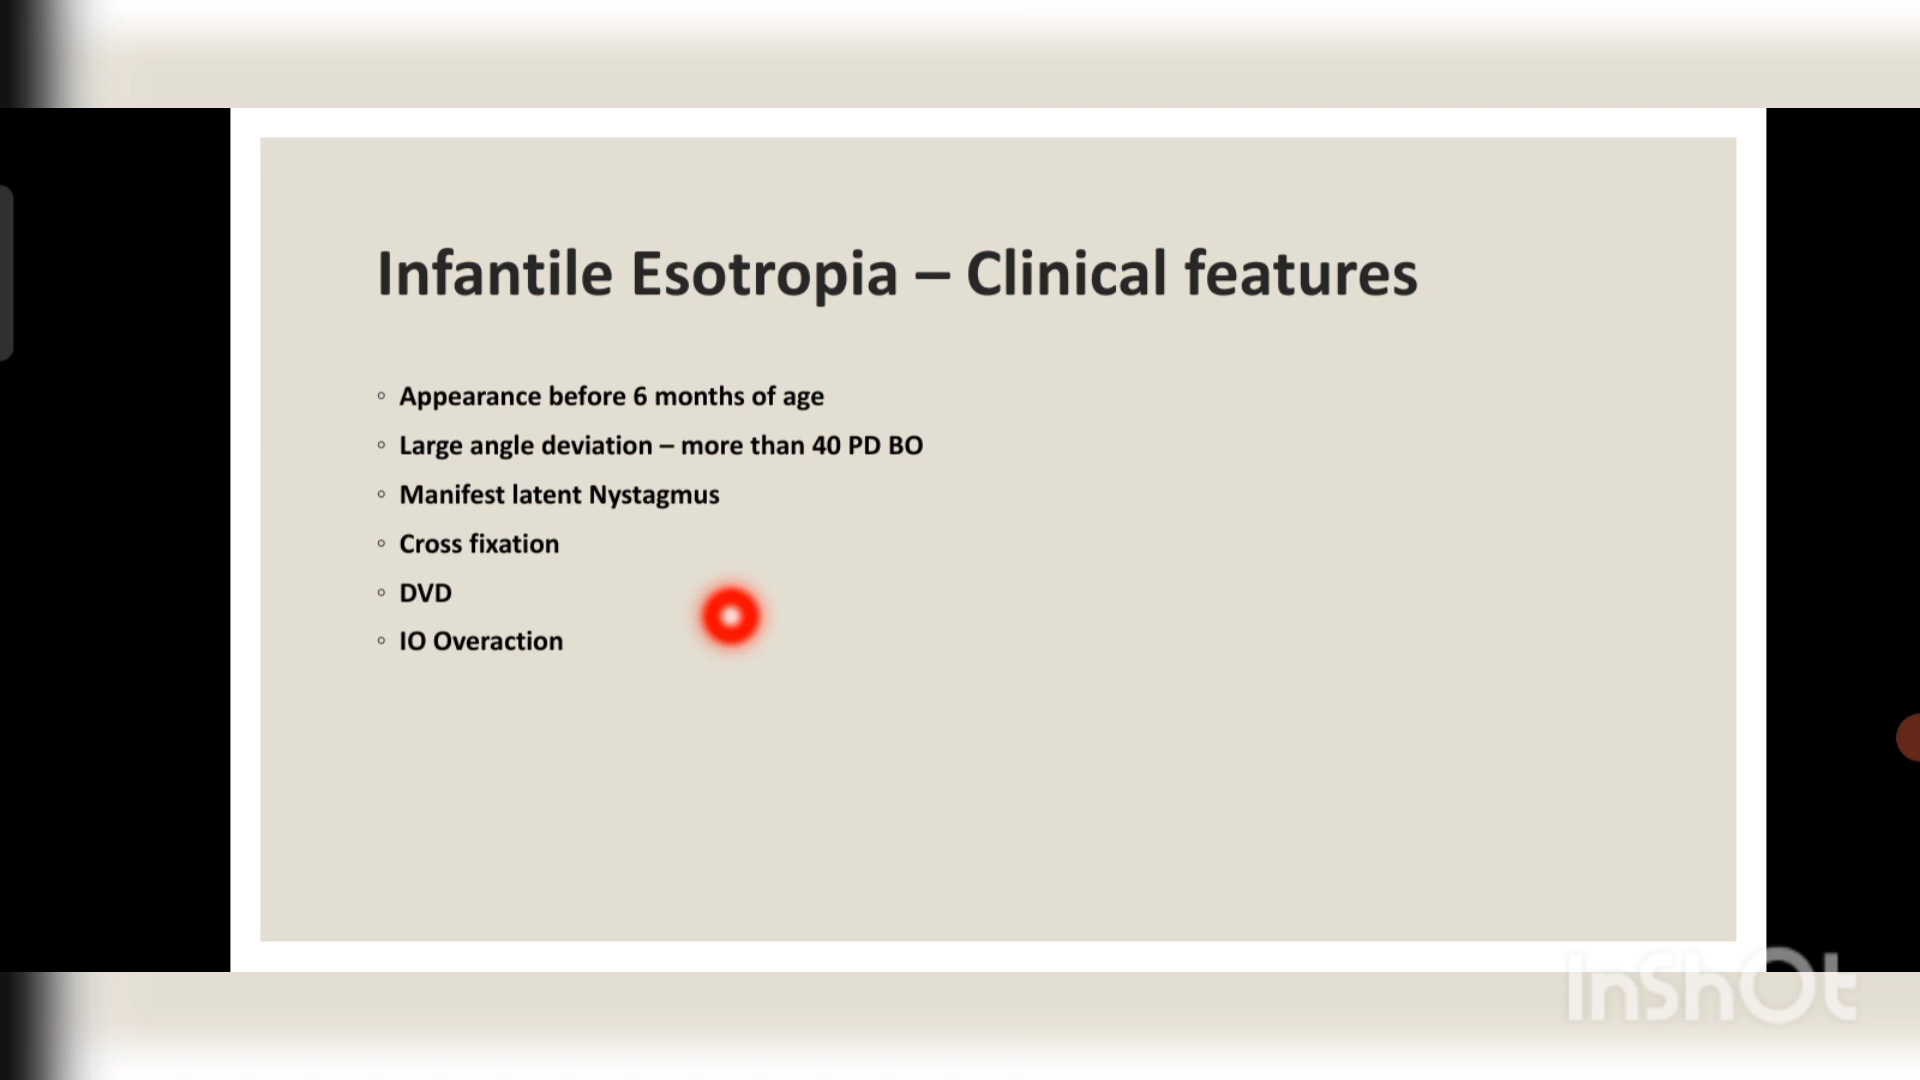 Infantile Esotropia – Clinical features
◦ Appearance before 6 months of age
◦ Large angle deviation – more than 40 PD BO
◦ Manifest latent Nystagmus
◦ Cross fixation
◦ DVD
◦ IO Overaction
InShOt